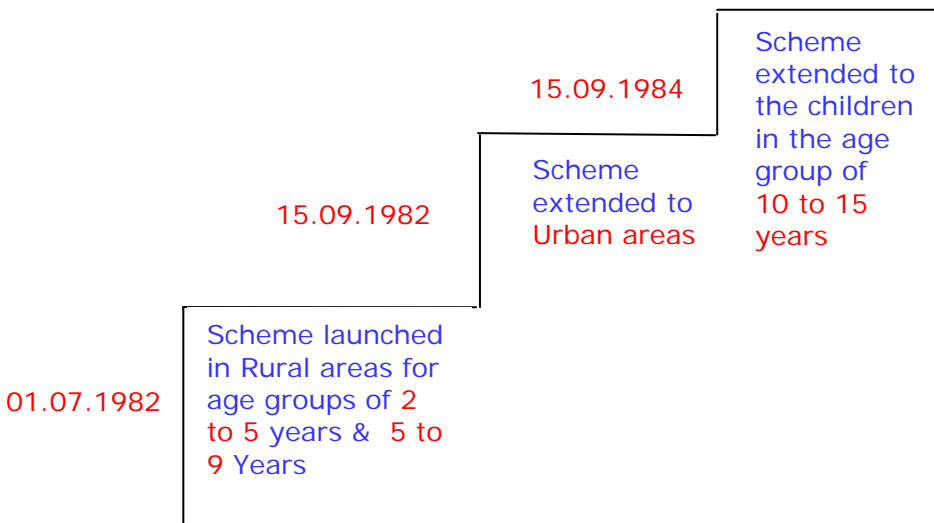 01.07.1982
Scheme launched
in Rural areas for
age groups of 2
to 5 years & 5 to
9 Years
15.09.1982
Scheme
extended to
Urban areas
15.09.1984
Scheme
extended to
the children
in the age
group of
10 to 15
years